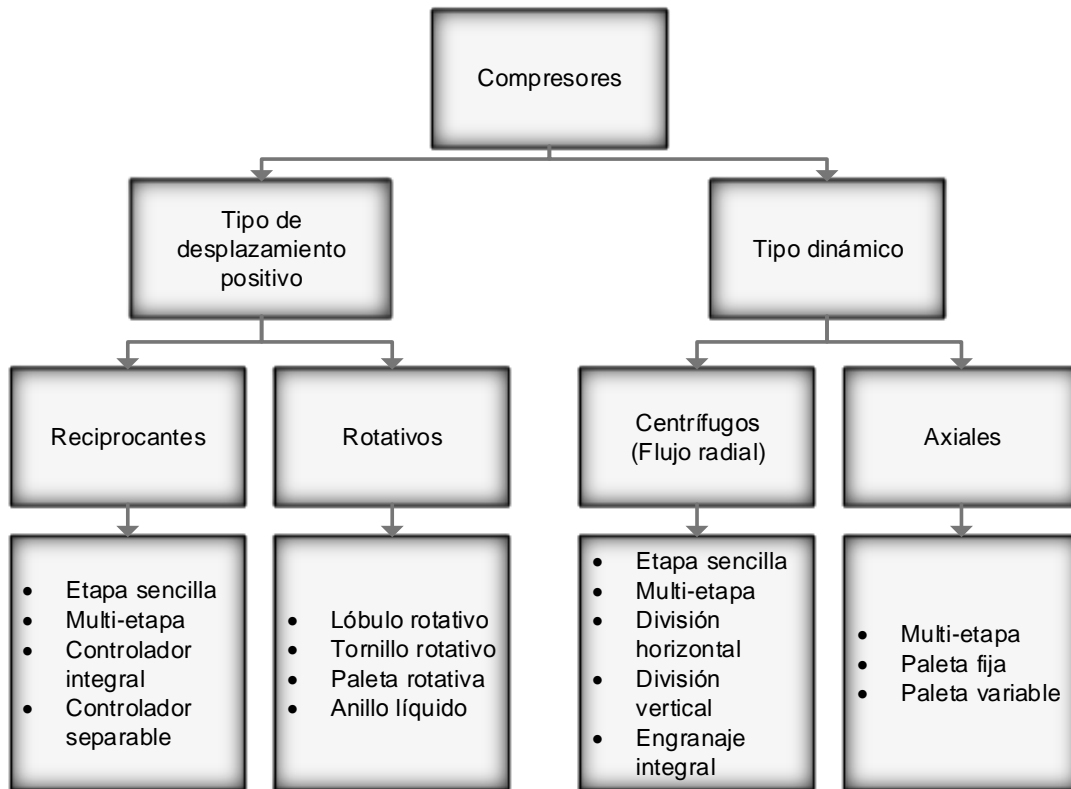 Compresores
Tipo de
desplazamiento
positivo
Tipo dinámico
Reciprocantes
Rotativos
Centrífugos
(Flujo radial)
Axiales
• Etapa sencilla
• Multi-etapa
• Controlador
integral
• Controlador
separable
• Lóbulo rotativo
• Tornillo rotativo
• Paleta rotativa
• Anillo líquido
• Etapa sencilla
• Multi-etapa
• División
horizontal
• División
vertical
• Engranaje
integral
• Multi-etapa
• Paleta fija
• Paleta variable